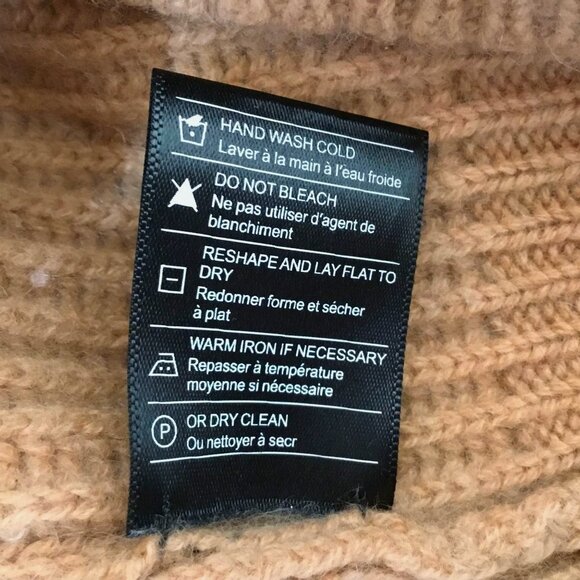 HAND WASH COLD
Laver à la main à l'eau froide
DO NOT BLEACH
Ne pas utiliser d'agent de
blanchiment
RESHAPE AND LAY FLAT TO
DRY
Redonner forme et sécher
à plat
WARM IRON IF NECESSARY
Repasser à température
moyenne si nécessaire
P
OR DRY CLEAN
Ou nettoyer à secr